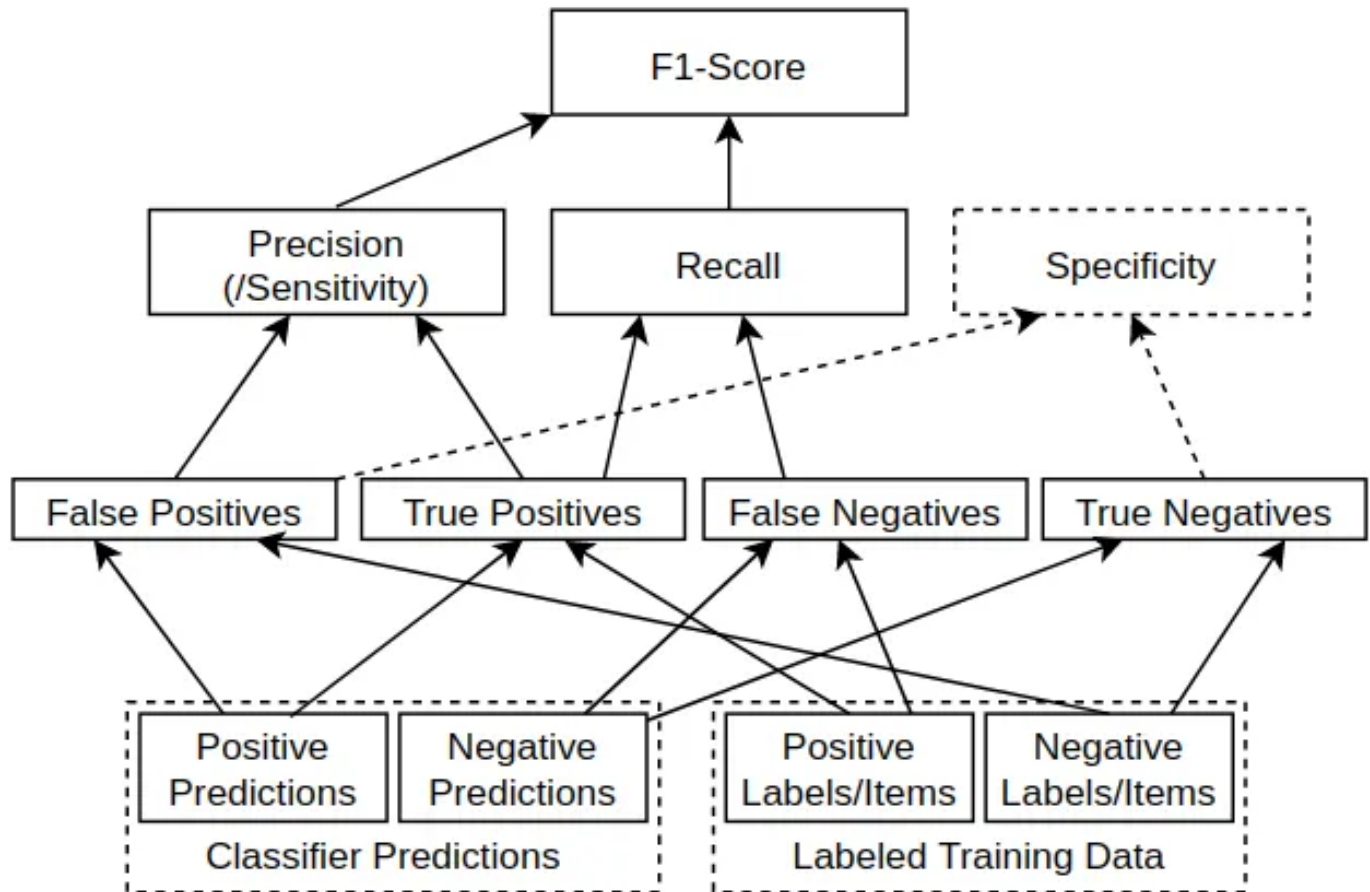 F1-Score
Precision
(/Sensitivity)
Recall
Specificity
False Positives
True Positives
False Negatives
True Negatives
Positive
Predictions
Negative
Predictions
Positive
Labels/Items
Negative
Labels/Items
Classifier Predictions
Labeled Training Data